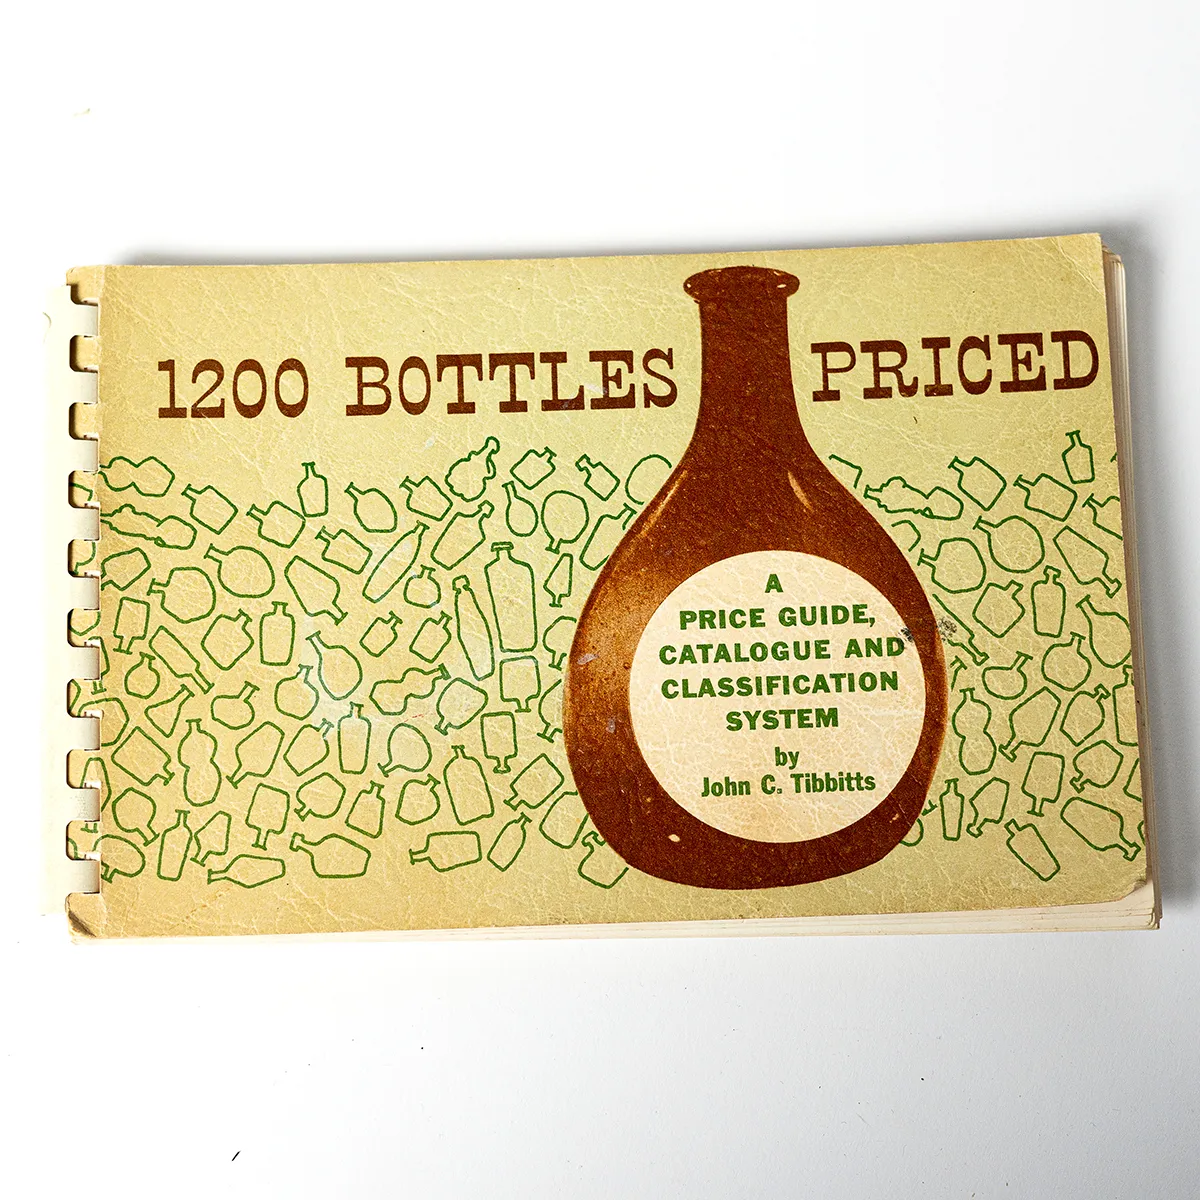 1200 BOTTLES PRICED
A
PRICE GUIDE,
CATALOGUE AND
CLASSIFICATION
SYSTEM
by
John C. Tibbitts